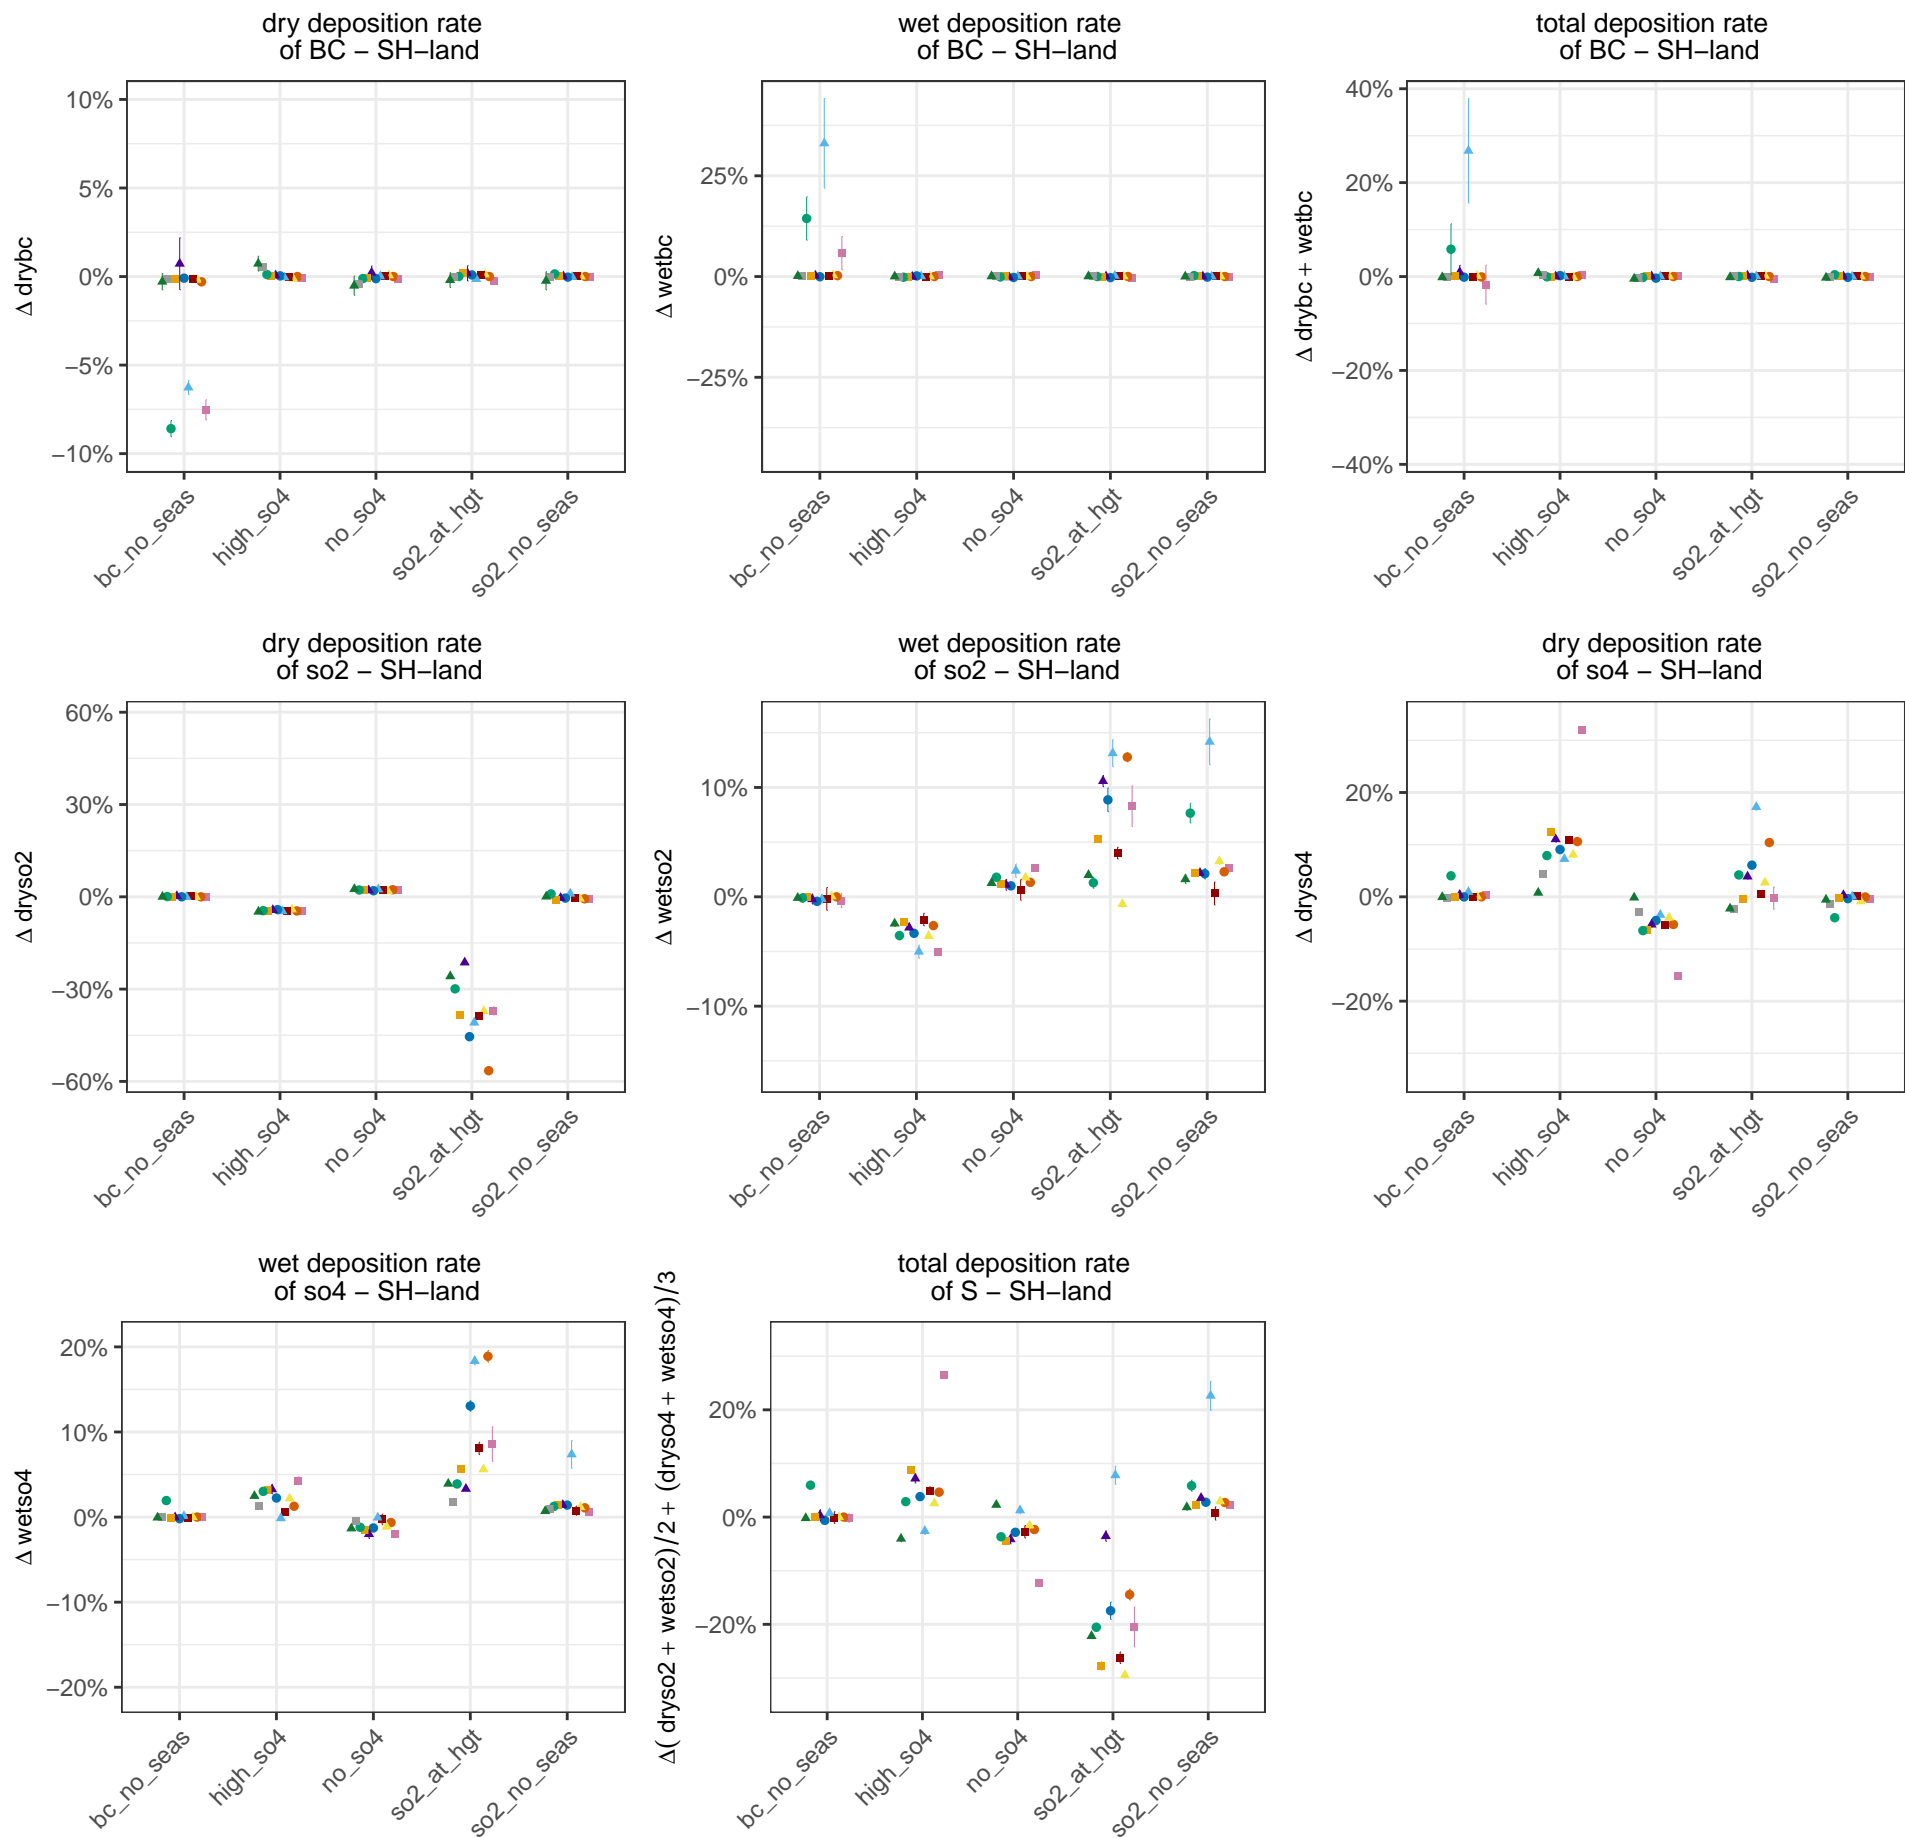 dry deposition rate
of BC − SH−land
Δ drybc
10%
5%
0%
−5%
−10%
bc_no_seas
high_so4
no_so4
so2_at_hgt
so2_no_seas
wet deposition rate
of BC − SH−land
Δ wetbc
25%
0%
−25%
bc_no_seas
high_so4
no_so4
so2_at_hgt
so2_no_seas
total deposition rate
of BC − SH−land
Δ drybc + wetbc
40%
20%
0%
−20%
−40%
bc_no_seas
high_so4
no_so4
so2_at_hgt
so2_no_seas
dry deposition rate
of so2 − SH−land
Δ dryso2
60%
30%
0%
−30%
−60%
bc_no_seas
high_so4
no_so4
so2_at_hgt
so2_no_seas
wet deposition rate
of so2 − SH−land
Δ wetso2
10%
0%
−10%
bc_no_seas
high_so4
no_so4
so2_at_hgt
so2_no_seas
dry deposition rate
of so4 − SH−land
Δ dryso4
20%
0%
−20%
bc_no_seas
high_so4
no_so4
so2_at_hgt
so2_no_seas
wet deposition rate
of so4 − SH−land
Δ wetso4
20%
10%
0%
−10%
−20%
bc_no_seas
high_so4
no_so4
so2_at_hgt
so2_no_seas
total deposition rate
of S − SH−land
Δ( dryso2 + wetso2)/2 + (dryso4 + wetso4)/3
20%
0%
−20%
bc_no_seas
high_so4
no_so4
so2_at_hgt
so2_no_seas